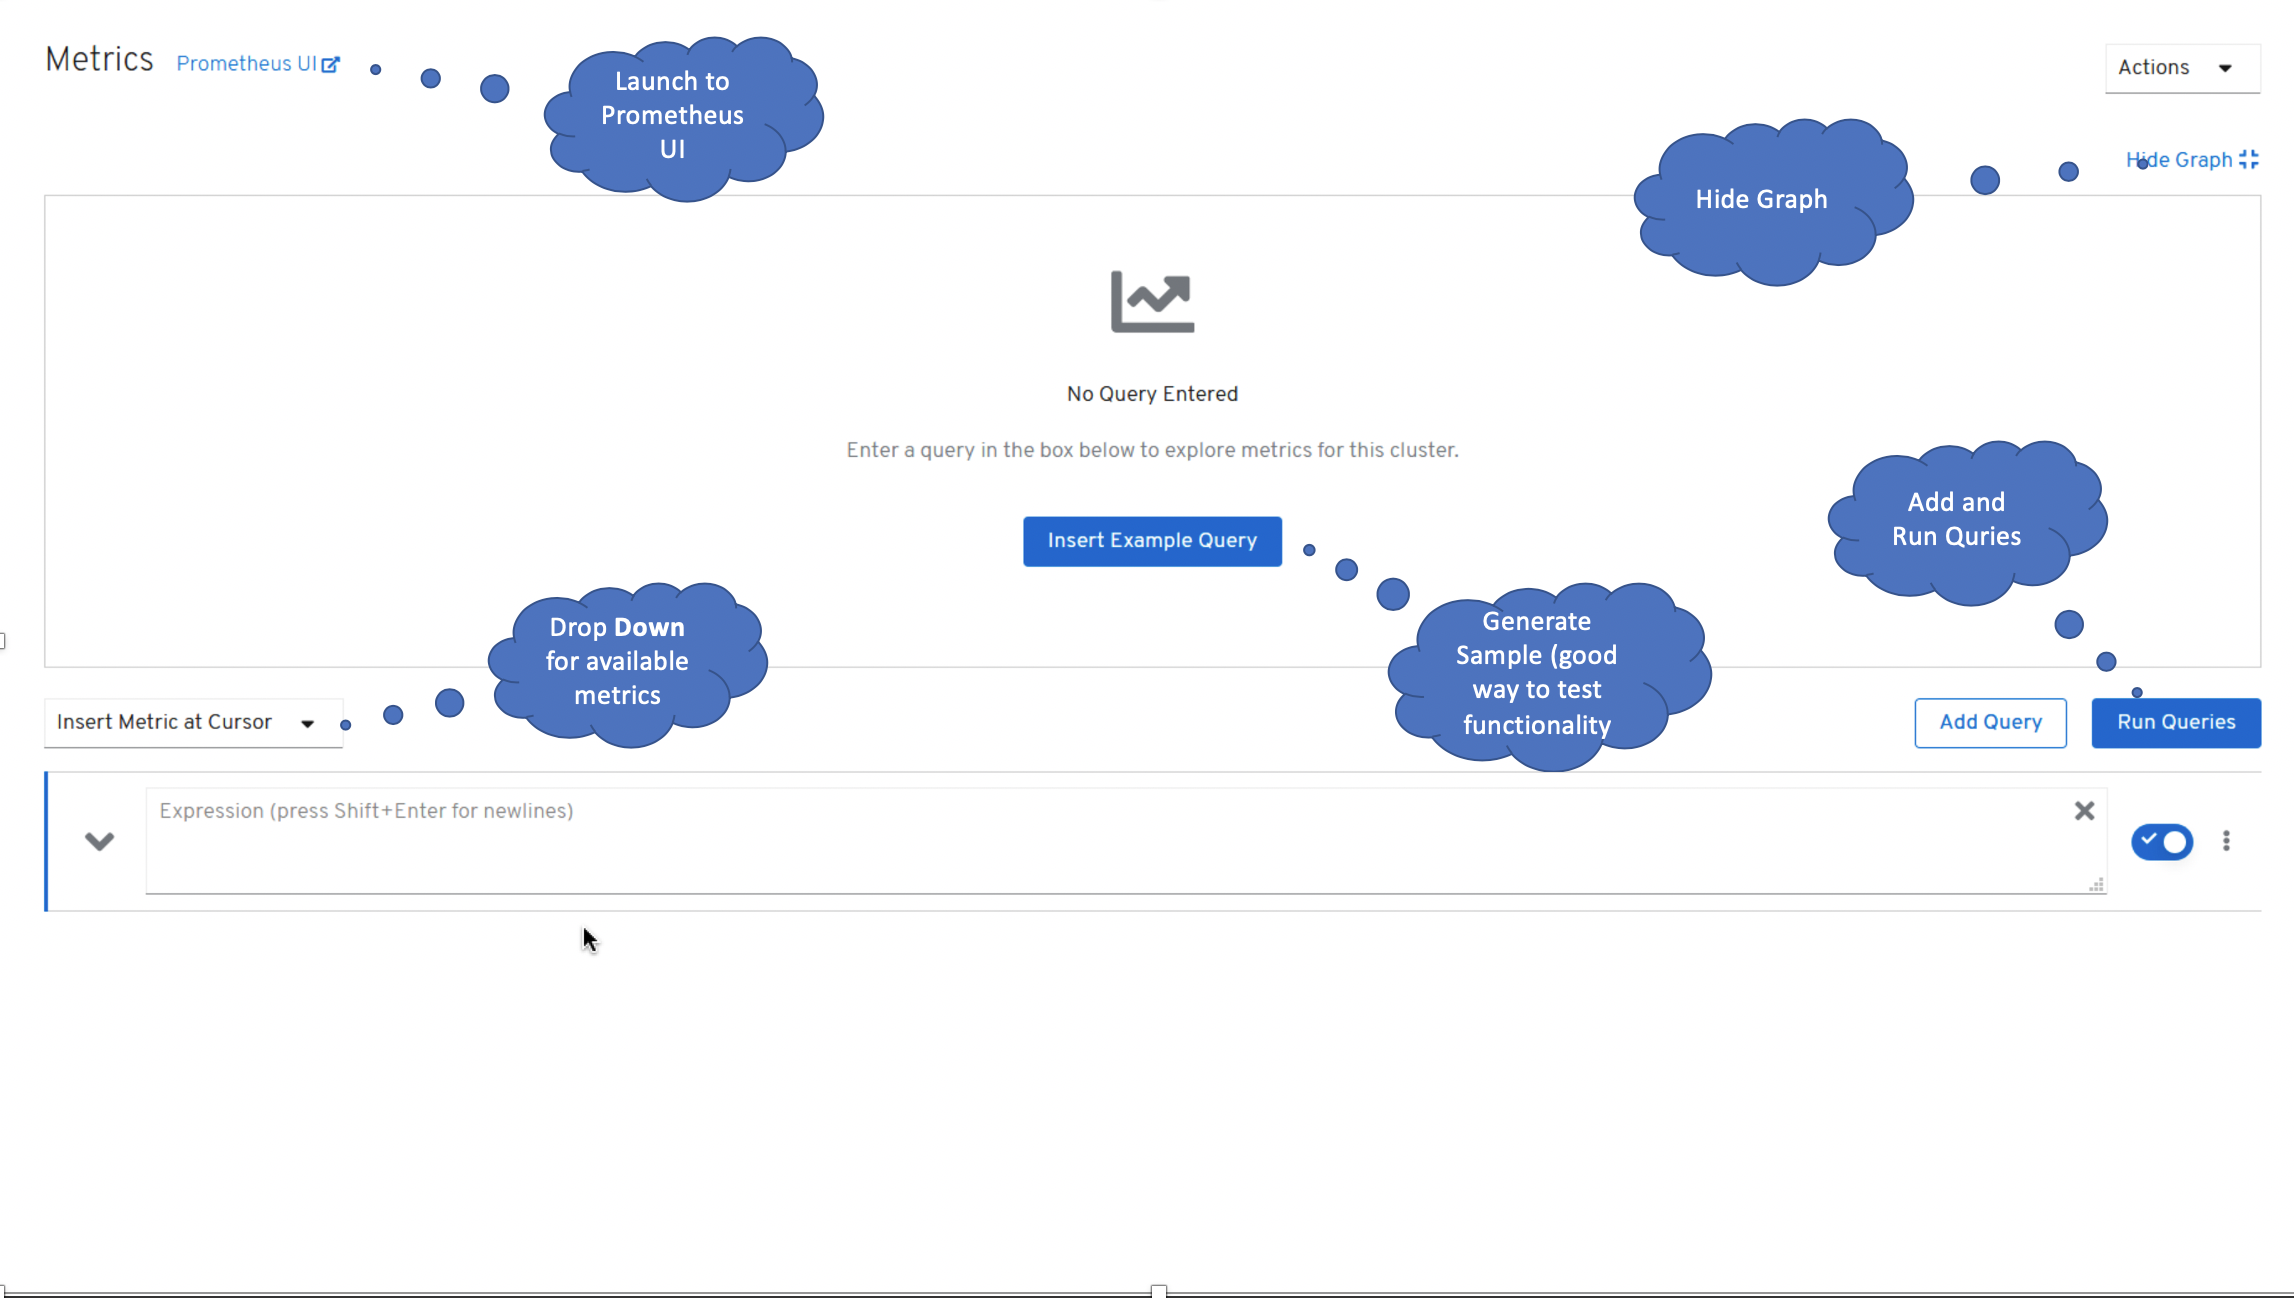 Metrics Prometheus UI
Launch to
Prometheus
UI
Actions
Hide Graph
Hide Graph
No Query Entered
Enter a query in the box below to explore metrics for this cluster.
Insert Example Query
Add and
Run Quries
Drop Down
for available
metrics
Generate
Sample (good
way to test
functionality
Insert Metric at Cursor
Add Query
Run Queries
Expression (press Shift+Enter for newlines)